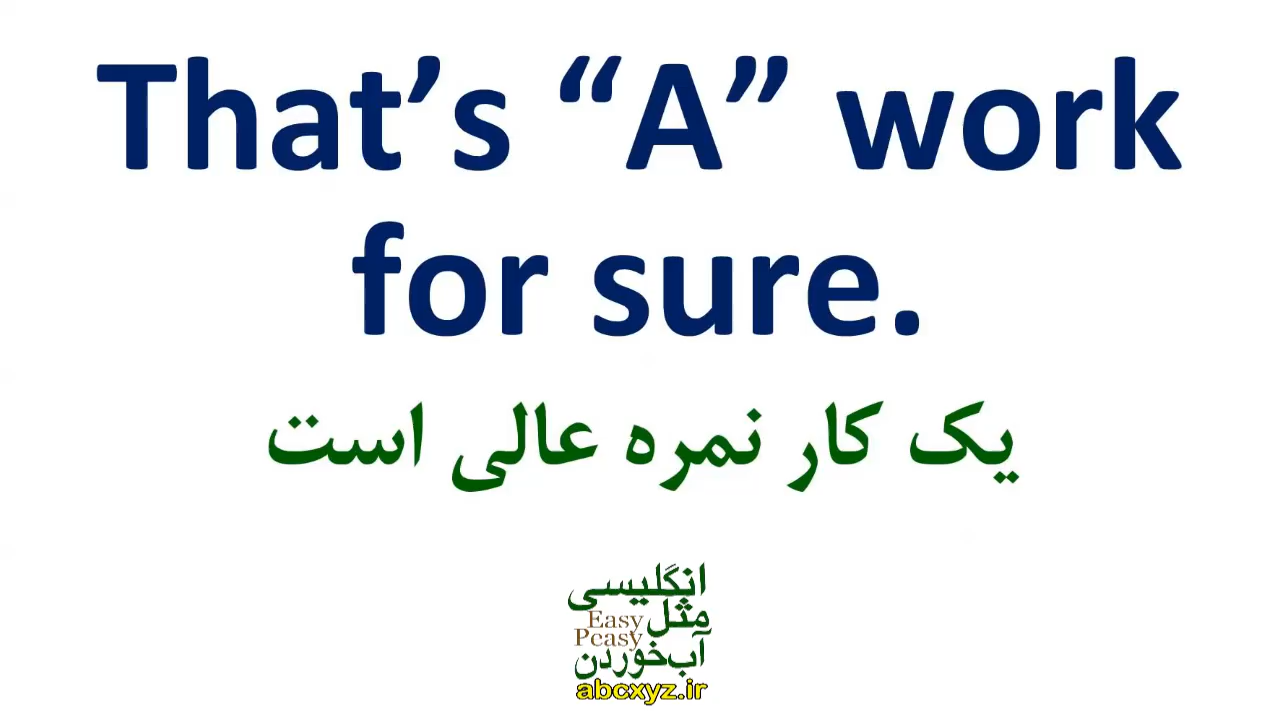 That’s “A” work
for sure.
یک کار نمره عالی است
انگلیسی
مثل
Easy
Peasy
آب‌خوردن
abcxyz.ir